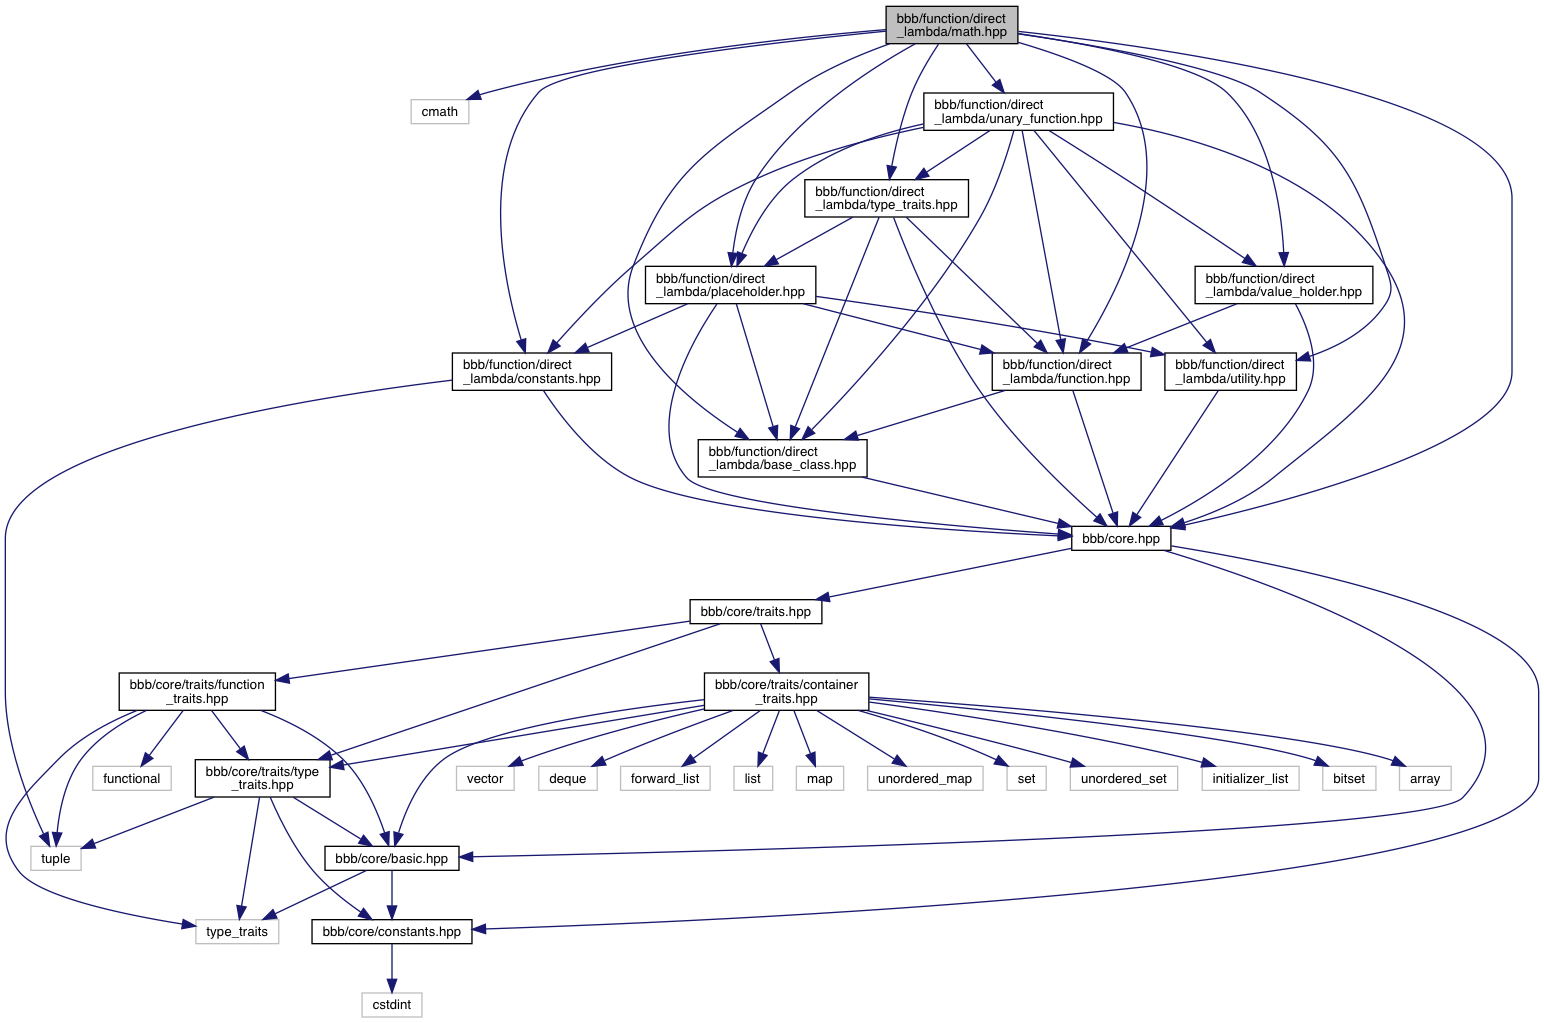 bbb/function/direct
_lambda/math.hpp
cmath
bbb/function/direct
_lambda/unary_function.hpp
bbb/function/direct
_lambda/type_traits.hpp
bbb/function/direct
_lambda/placeholder.hpp
bbb/function/direct
_lambda/value_holder.hpp
bbb/function/direct
_lambda/constants.hpp
bbb/function/direct
_lambda/function.hpp
bbb/function/direct
_lambda/utility.hpp
bbb/function/direct
_lambda/base_class.hpp
bbb/core.hpp
bbb/core/traits.hpp
bbb/core/traits/function
_traits.hpp
bbb/core/traits/container
_traits.hpp
functional
bbb/core/traits/type
_traits.hpp
vector
deque
forward_list
list
map
unordered_map
set
unordered_set
initializer_list
bitset
array
tuple
bbb/core/basic.hpp
type_traits
bbb/core/constants.hpp
cstdint